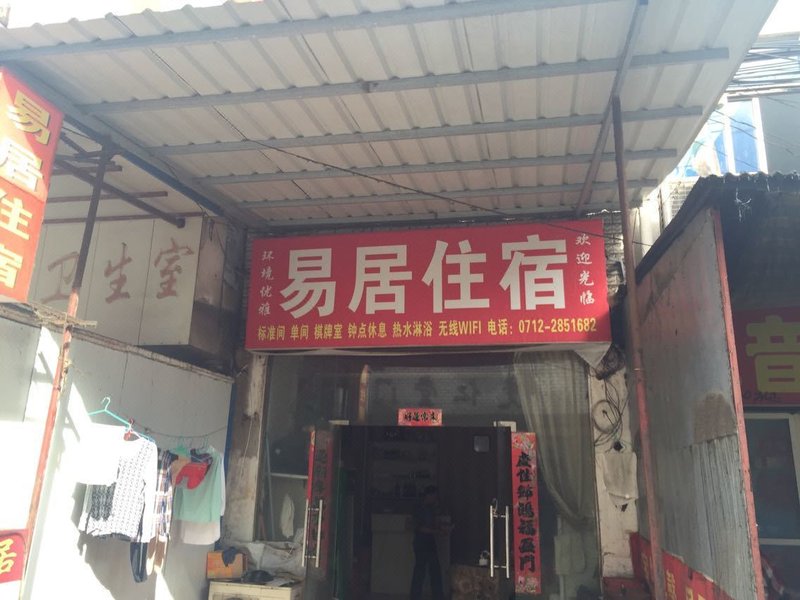 易居住宿
卫生室
环境优雅
易居住宿
欢迎光临
标准间 单间 棋牌室 钟点休息 热水淋浴 无线WIFI 电话：0712-2851682
音
居